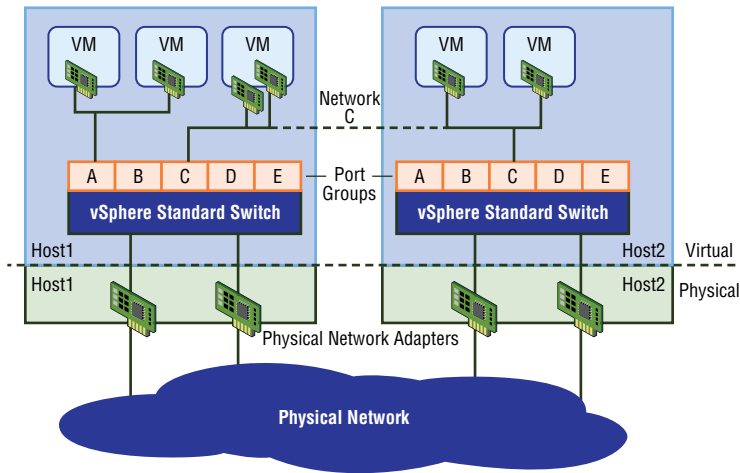 VM
VM
VM
VM
VM
Network
C
A
B
C
D
E
Port
Groups
A
B
C
D
E
vSphere Standard Switch
vSphere Standard Switch
Host1
Host2
Virtual
Host1
Host2
Physical
Physical Network Adapters
Physical Network